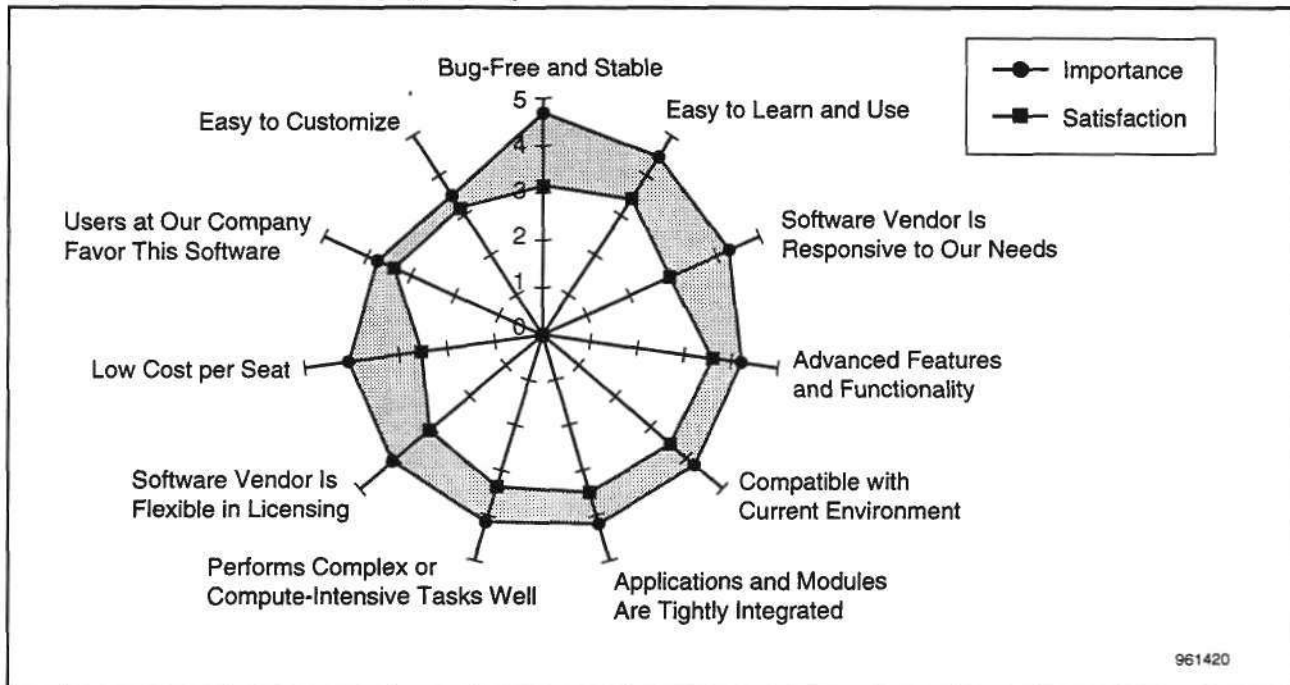 Bug-Free and Stable
Importance
Satisfaction
Easy to Customize
Easy to Learn and Use
5
4
3
2
1
0
Users at Our Company
Favor This Software
Software Vendor Is
Responsive to Our Needs
Low Cost per Seat
Advanced Features
and Functionality
Software Vendor Is
Flexible in Licensing
Compatible with
Current Environment
Performs Complex or
Compute-Intensive Tasks Well
Applications and Modules
Are Tightly Integrated
961420